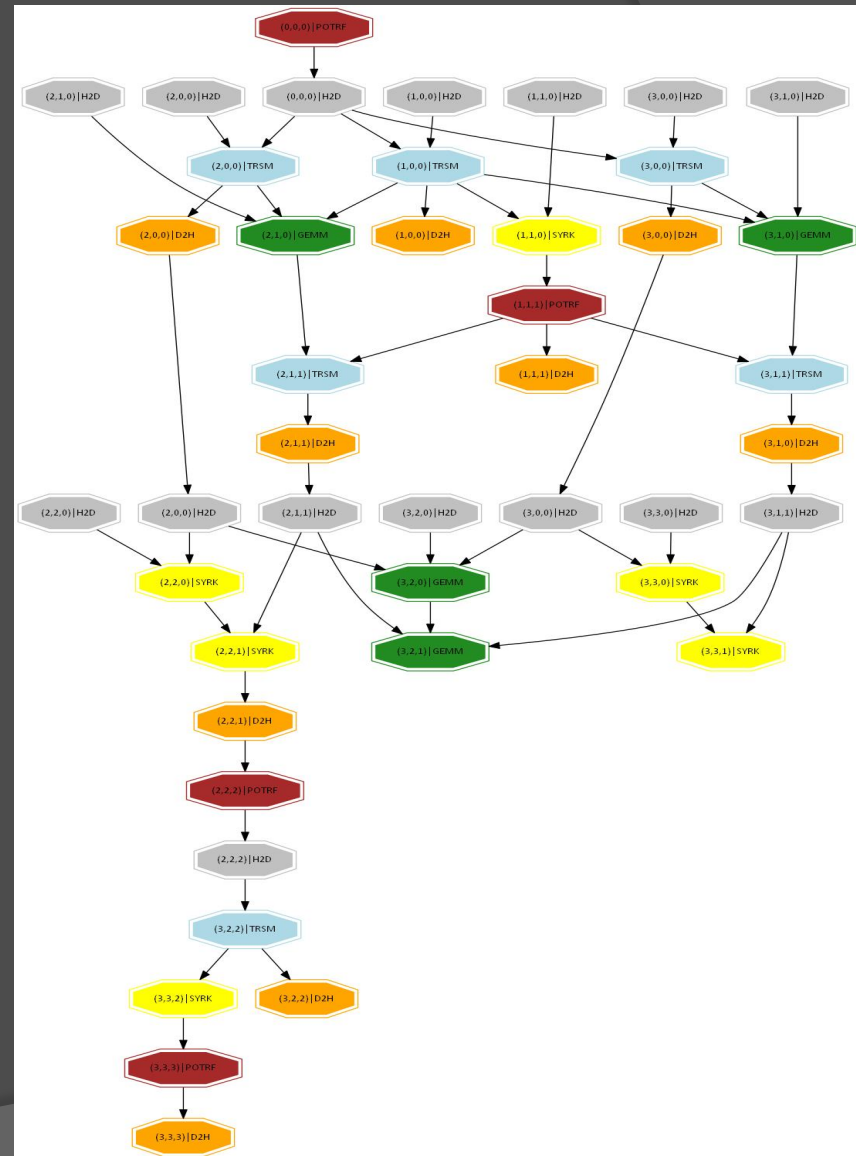 (0,0,0)|POTRF
(2,1,0)|H2D
(2,0,0)|H2D
(0,0,0)|H2D
(1,0,0)|H2D
(1,1,0)|H2D
(3,0,0)|H2D
(3,1,0)|H2D
(2,0,0)|TRSM
(1,0,0)|TRSM
(3,0,0)|TRSM
(2,0,0)|D2H
(2,1,0)|GEMM
(1,0,0)|D2H
(1,1,0)|SYRK
(3,0,0)|D2H
(3,1,0)|GEMM
(1,1,1)|POTRF
(2,1,1)|TRSM
(1,1,1)|D2H
(3,1,1)|TRSM
(2,1,1)|D2H
(3,1,0)|D2H
(2,2,0)|H2D
(2,0,0)|H2D
(2,1,1)|H2D
(3,2,0)|H2D
(3,0,0)|H2D
(3,3,0)|H2D
(3,1,1)|H2D
(2,2,0)|SYRK
(3,2,0)|GEMM
(3,3,0)|SYRK
(2,2,1)|SYRK
(3,2,1)|GEMM
(3,3,1)|SYRK
(2,2,1)|D2H
(2,2,2)|POTRF
(2,2,2)|H2D
(3,2,2)|TRSM
(3,3,2)|SYRK
(3,2,2)|D2H
(3,3,3)|POTRF
(3,3,3)|D2H